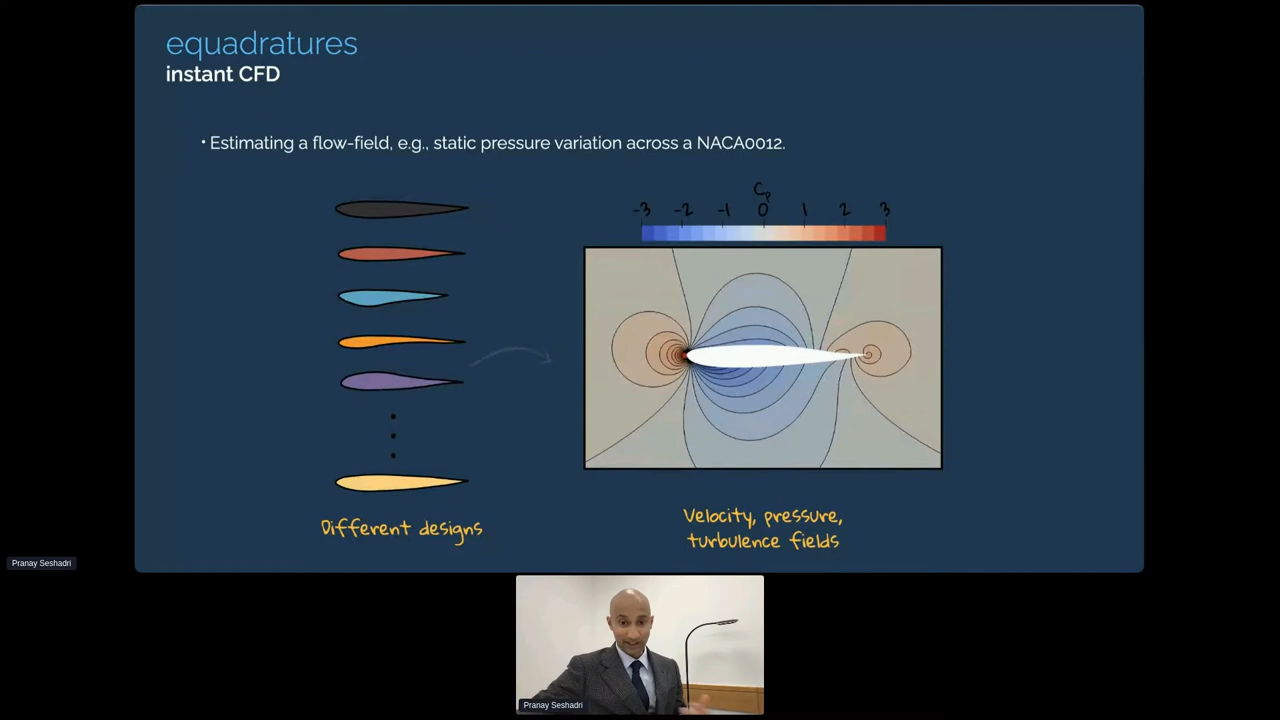 equadratures
instant CFD
• Estimating a flow-field, e.g., static pressure variation across a NACA0012.
Cp
-3 -2 -1 0 1 2 3
Different designs
Velocity, pressure,
turbulence fields
Pranay Seshadri
Pranay Seshadri